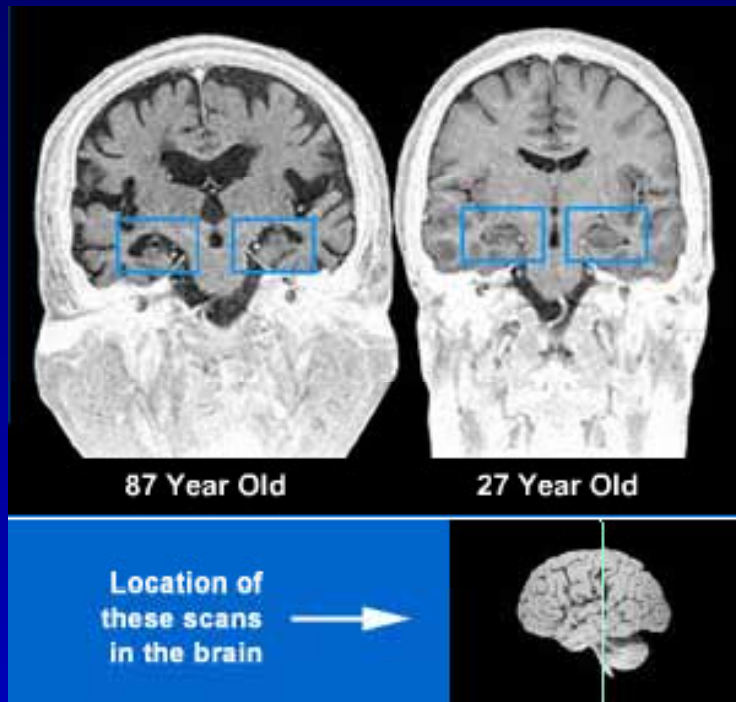 87 Year Old
27 Year Old
Location of
these scans
in the brain